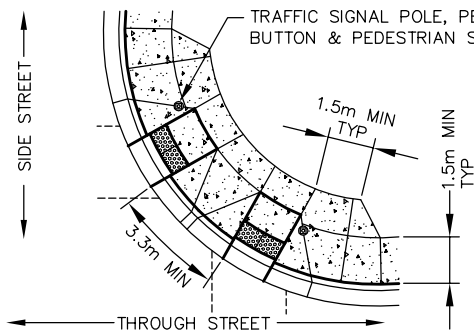 TRAFFIC SIGNAL POLE,
BUTTON & PEDESTRIAN
SIDE STREET
1.5m MIN
TYP
1.5m MIN
TYP
3.3m MIN
THROUGH STREET